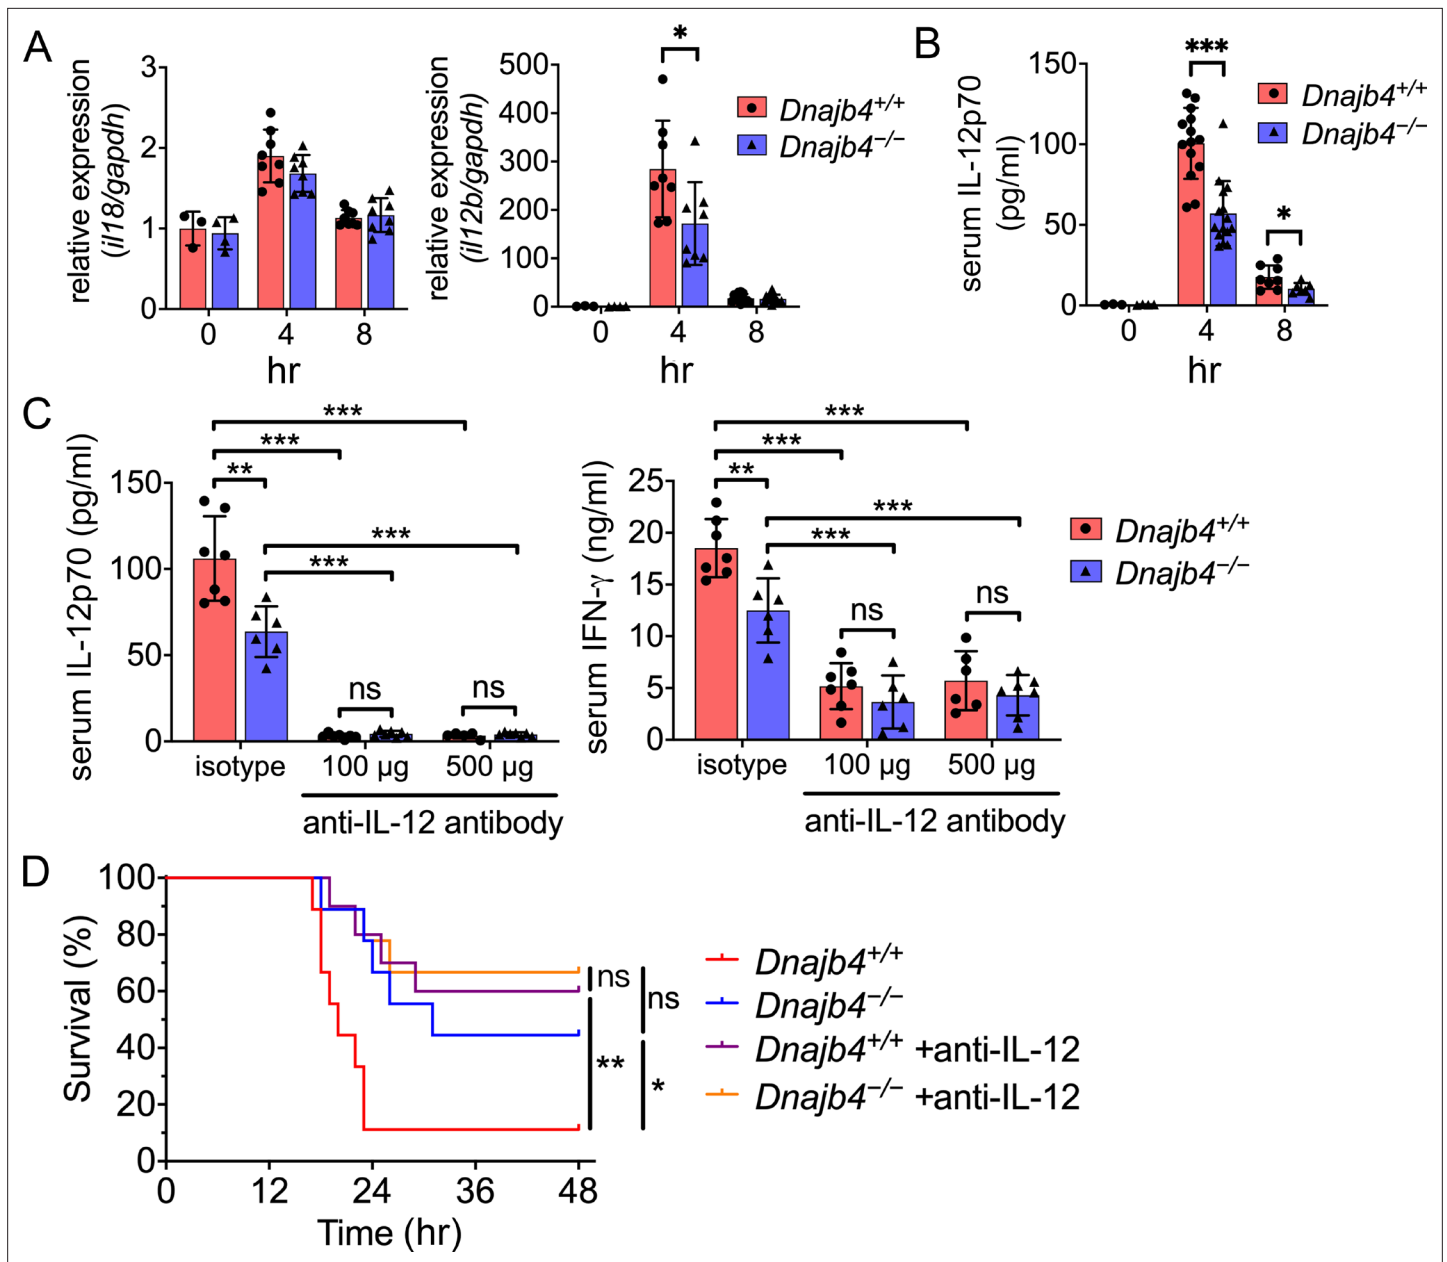 A
relative expression
(il18/gapdh)
3
2
1
0
0
4
8
hr
relative expression
(il12b/gapdh)
500
400
300
200
100
0
*
0
4
8
hr
Dnajb4+/+
Dnajb4−/−
B
serum IL-12p70
(pg/ml)
150
100
50
0
***
*
0
4
8
hr
Dnajb4+/+
Dnajb4−/−
C
serum IL-12p70 (pg/ml)
150
100
50
0
***
***
**
***
***
ns
ns
isotype
100 µg
500 µg
anti-IL-12 antibody
serum IFN-γ (ng/ml)
25
20
15
10
5
0
***
***
**
***
***
ns
ns
isotype
100 µg
500 µg
anti-IL-12 antibody
Dnajb4+/+
Dnajb4−/−
D
Survival (%)
100
80
60
40
20
0
0
12
24
36
48
Time (hr)
ns
ns
**
*
Dnajb4+/+
Dnajb4−/−
Dnajb4+/+ +anti-IL-12
Dnajb4−/− +anti-IL-12